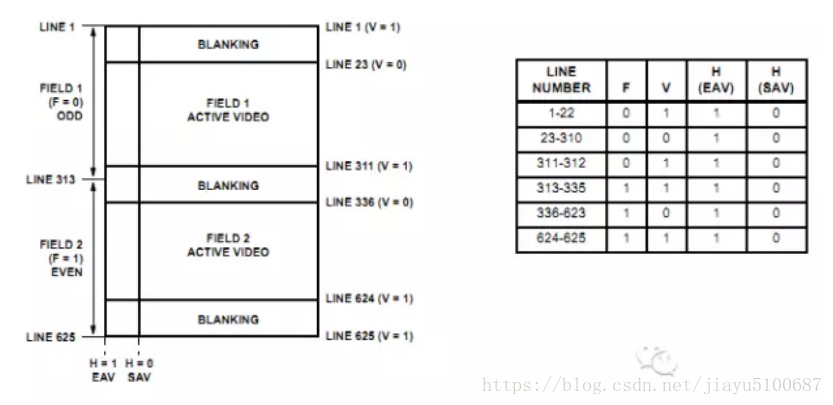 LINE 1
FIELD 1
(F = 0)
ODD
LINE 313
FIELD 2
(F = 1)
EVEN
LINE 625
BLANKING
FIELD 1
ACTIVE VIDEO
BLANKING
FIELD 2
ACTIVE VIDEO
BLANKING
LINE 1 (V = 1)
LINE 23 (V = 0)
LINE 311 (V = 1)
LINE 336 (V = 0)
LINE 624 (V = 1)
LINE 625 (V = 1)
H = 1 H = 0
EAV SAV
LINE NUMBER F V H (EAV) H (SAV)
1-22 0 1 1 0
23-310 0 0 1 0
311-312 0 1 1 0
313-335 1 1 1 0
336-623 1 0 1 0
624-625 1 1 1 0
https://blog.csdn.net/jiayu5100687